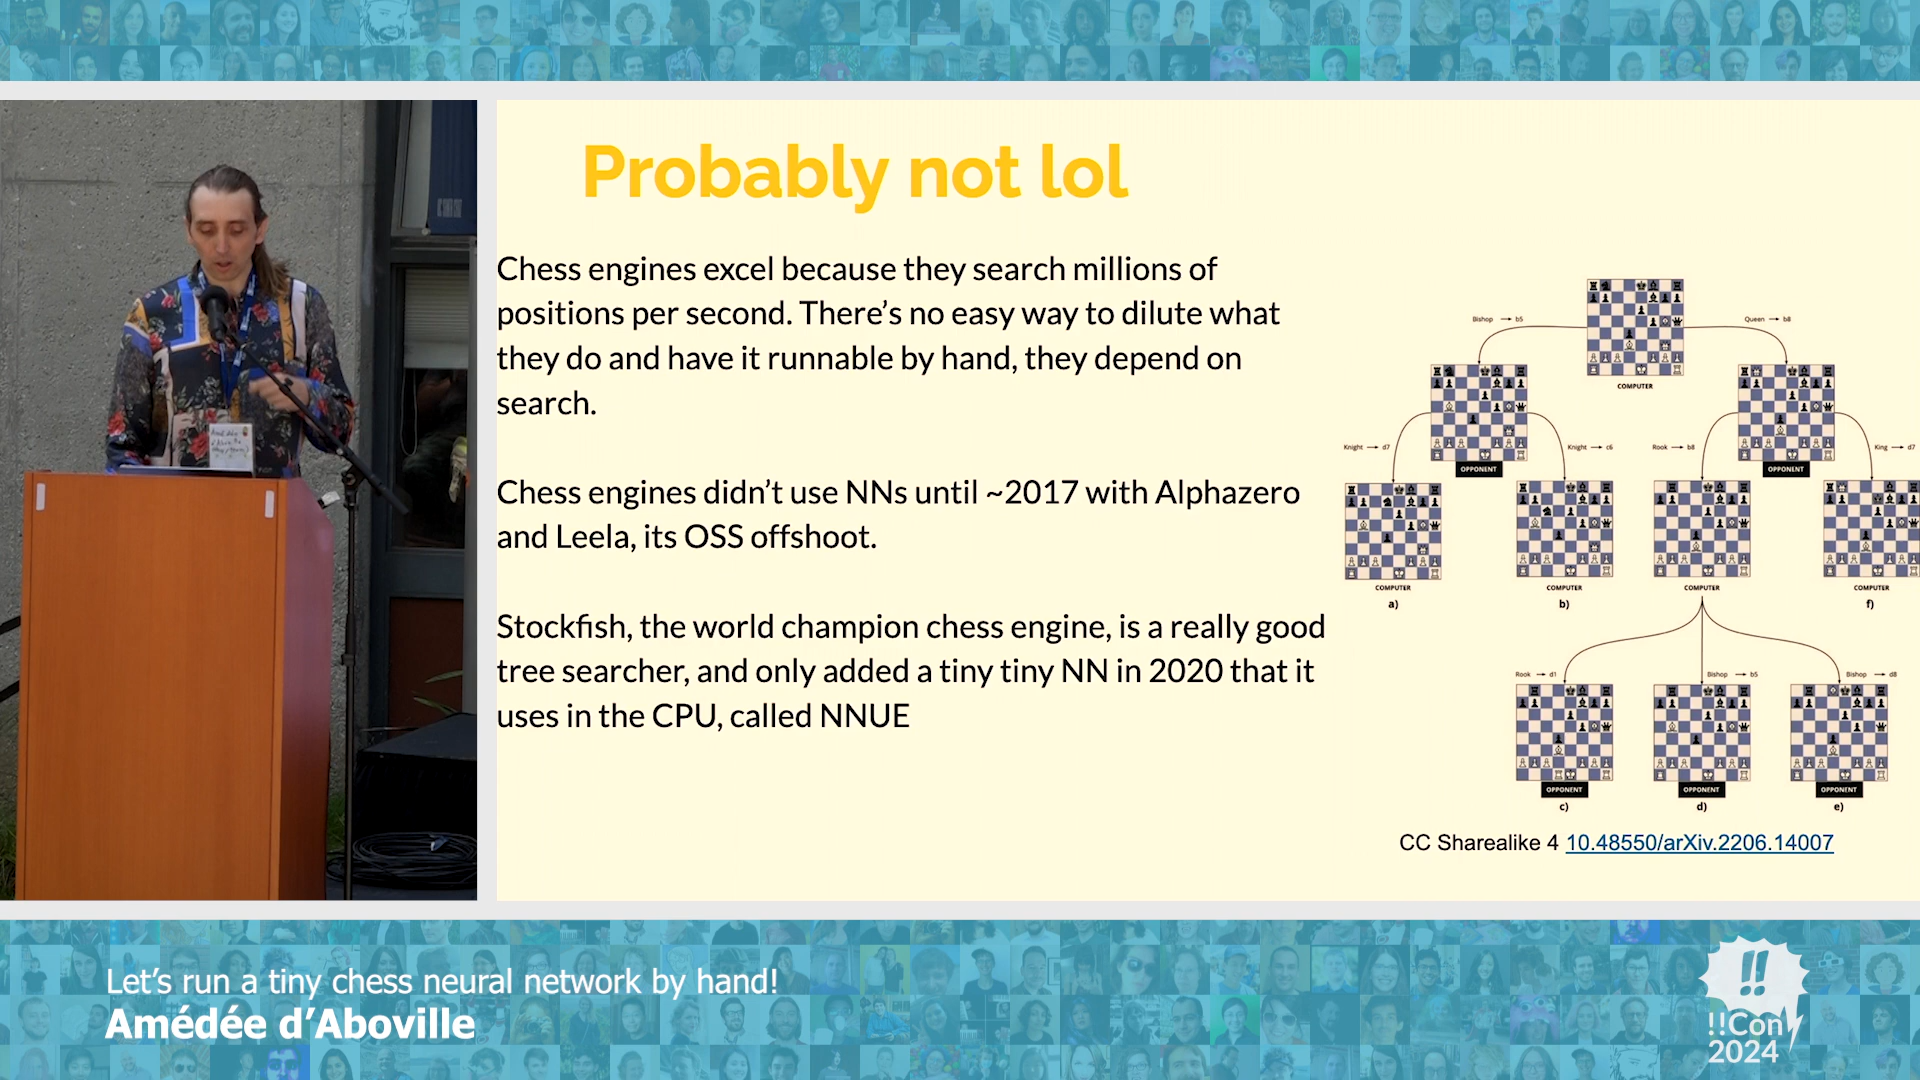 Probably not lol
Chess engines excel because they search millions of
positions per second. There's no easy way to dilute what
they do and have it runnable by hand, they depend on
search.
Chess engines didn't use NNs until ~2017 with Alphazero
and Leela, its OSS offshoot.
Stockfish, the world champion chess engine, is a really good
tree searcher, and only added a tiny tiny NN in 2020 that it
uses in the CPU, called NNUE
Bishop → b5
Queen → b8
COMPUTER
OPPONENT
OPPONENT
Knight → d7
Knight → c6
Rook → b8
King → d7
COMPUTER
COMPUTER
COMPUTER
COMPUTER
a)
b)
f)
Rook → d1
Bishop → b5
Bishop → d8
OPPONENT
OPPONENT
OPPONENT
c)
d)
e)
CC Sharealike 4 10.48550/arXiv.2206.14007
Let's run a tiny chess neural network by hand!
Amédée d'Aboville
!!
!!Con
2024